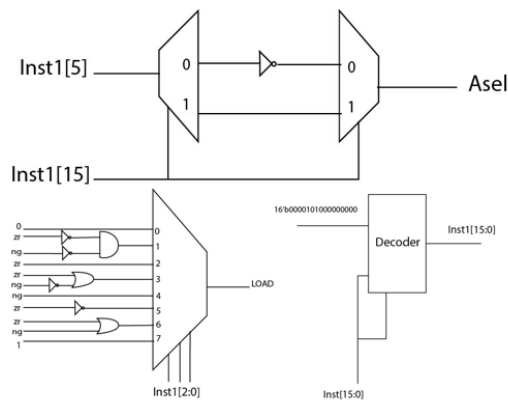 Inst1[5]
0
0
1
1
Asel
Inst1[15]
0
zr
ng
zr
zr
ng
ng
zr
zr
ng
1
0
1
2
3
4
5
6
7
LOAD
Inst1[2:0]
16'b0000101000000000
Decoder
Inst1[15:0]
Inst[15:0]